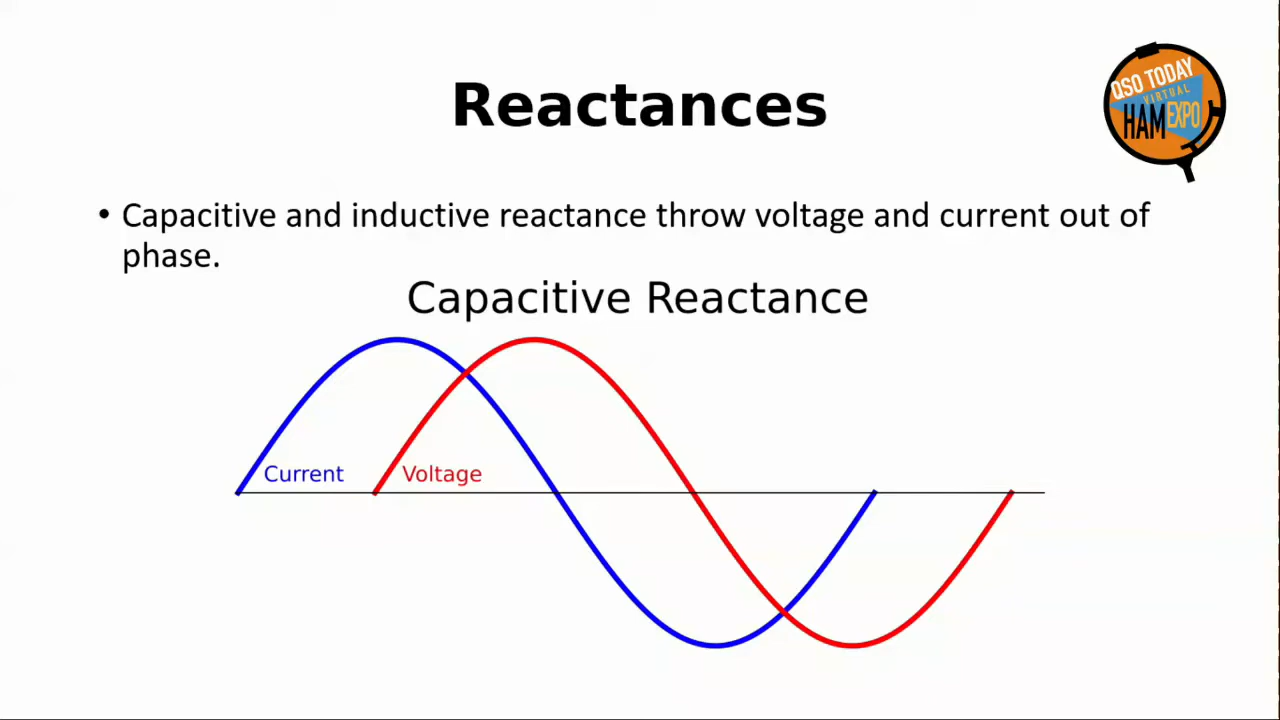 Reactances
QSO TODAY
VIRTUAL
HAM EXPO
• Capacitive and inductive reactance throw voltage and current out of
phase.
Capacitive Reactance
Current
Voltage